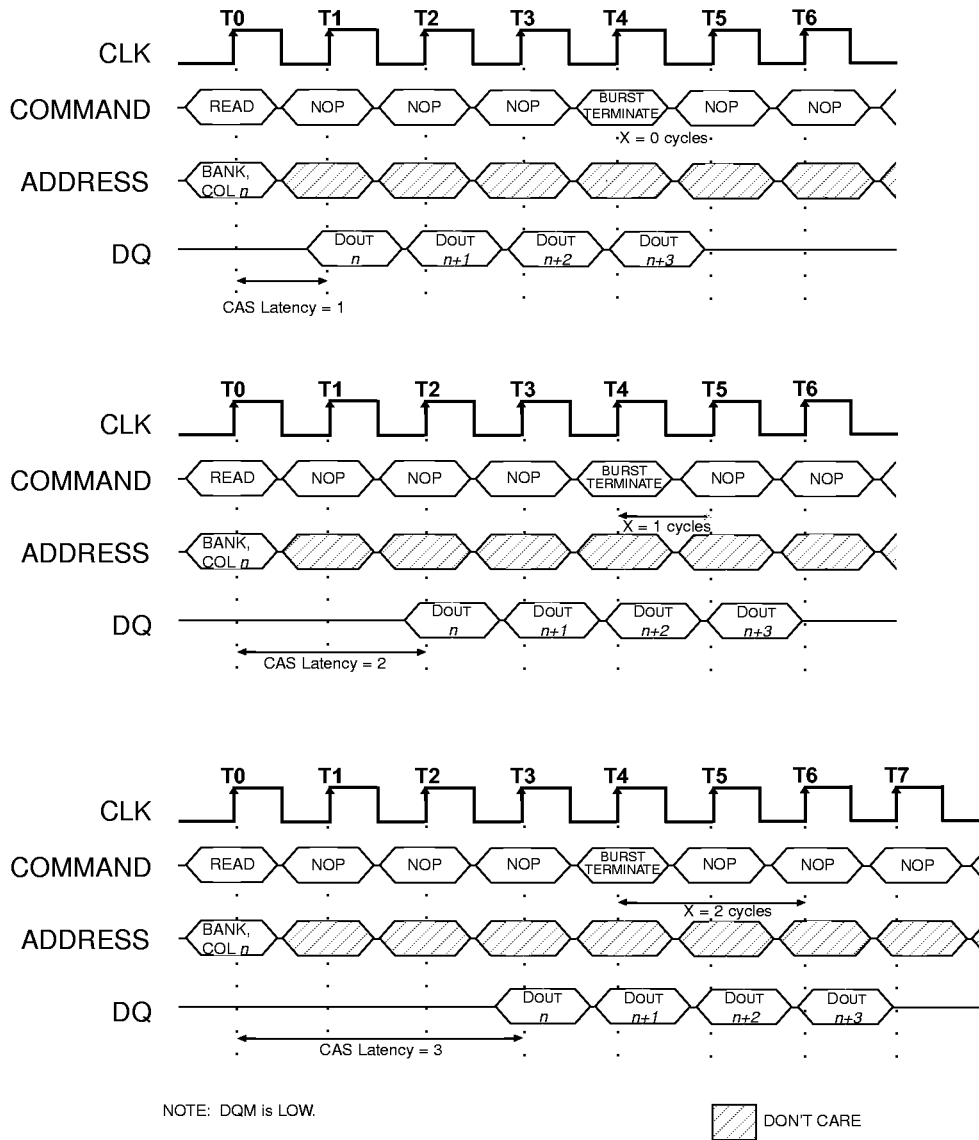 T0 T1 T2 T3 T4 T5 T6
CLK
COMMAND READ NOP NOP NOP BURST TERMINATE NOP NOP
X = 0 cycles
ADDRESS BANK, COL n
DQ DOUT n DOUT n+1 DOUT n+2 DOUT n+3
CAS Latency = 1
T0 T1 T2 T3 T4 T5 T6
CLK
COMMAND READ NOP NOP NOP BURST TERMINATE NOP NOP
X = 1 cycles
ADDRESS BANK, COL n
DQ DOUT n DOUT n+1 DOUT n+2 DOUT n+3
CAS Latency = 2
T0 T1 T2 T3 T4 T5 T6 T7
CLK
COMMAND READ NOP NOP NOP BURST TERMINATE NOP NOP NOP
X = 2 cycles
ADDRESS BANK, COL n
DQ DOUT n DOUT n+1 DOUT n+2 DOUT n+3
CAS Latency = 3
NOTE: DQM is LOW.
DON'T CARE